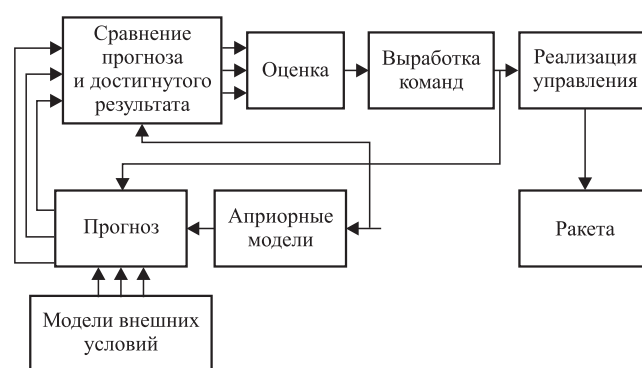 Сравнение
прогноза
и достигнутого
результата
Оценка
Выработка
команд
Реализация
управления
Прогноз
Априорные
модели
Ракета
Модели внешних
условий